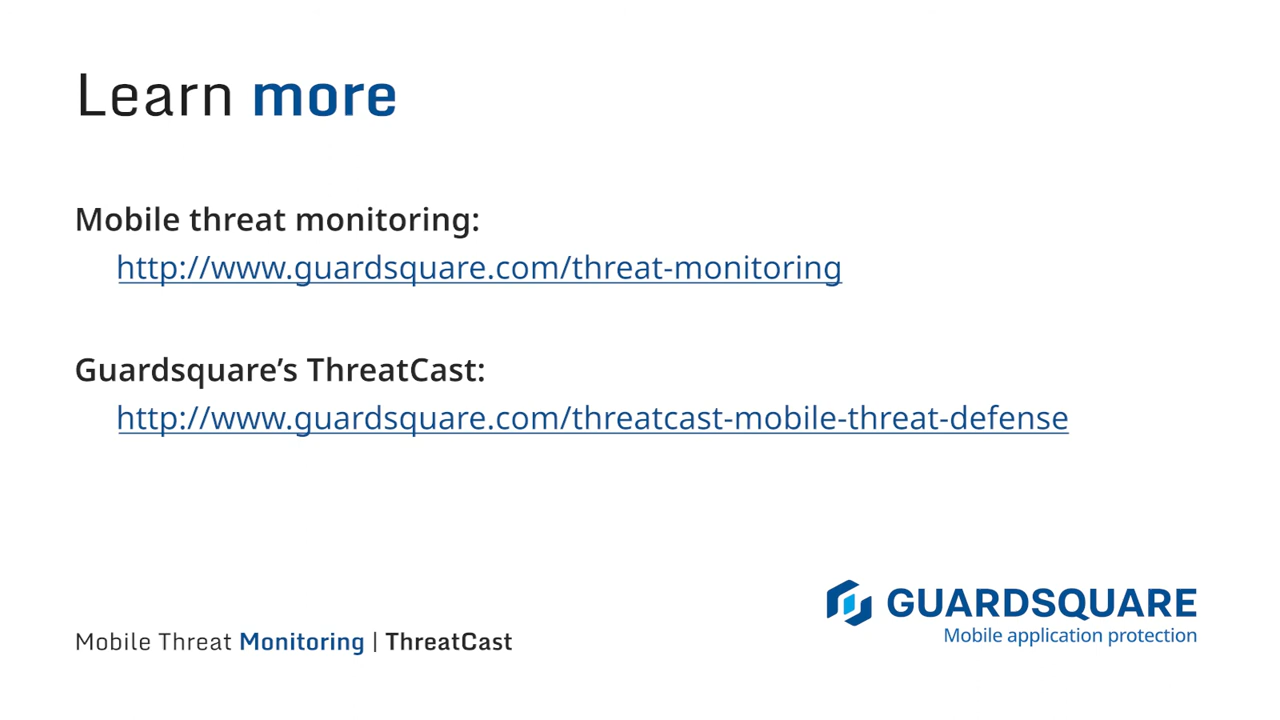 Learn more
Mobile threat monitoring:
http://www.guardsquare.com/threat-monitoring
Guardsquare’s ThreatCast:
http://www.guardsquare.com/threatcast-mobile-threat-defense
GUARDSQUARE
Mobile application protection
Mobile Threat Monitoring | ThreatCast